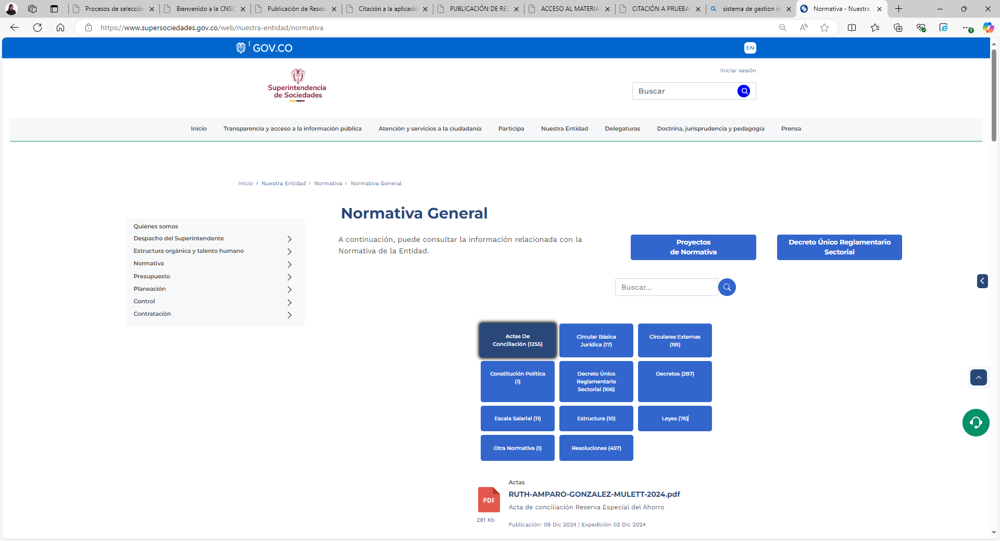 Procesos de selección
Bienvenido a la CNSC
Publicación de Resolu
Citación a la aplicació
PUBLICACIÓN DE RES
ACCESO AL MATERIA
CITACIÓN A PRUEBAS
sistema de gestion in
Normativa - Nuestra
https://www.supersociedades.gov.co/web/nuestra-entidad/normativa
GOV.CO
EN
Superintendencia
de Sociedades
Iniciar sesión
Buscar
Inicio
Transparencia y acceso a la información pública
Atención y servicios a la ciudadanía
Participa
Nuestra Entidad
Delegaturas
Doctrina, jurisprudencia y pedagogía
Prensa
Inicio > Nuestra Entidad > Normativa > Normativa General
Quiénes somos
Despacho del Superintendente
Estructura orgánica y talento humano
Normativa
Presupuesto
Planeación
Control
Contratación
Normativa General
A continuación, puede consultar la información relacionada con la
Normativa de la Entidad.
Proyectos
de Normativa
Decreto Único Reglamentario
Sectorial
Buscar...
Actas De
Conciliación (1255)
Circular Básica
Jurídica (17)
Circulares Externas
(191)
Constitución Política
(1)
Decreto Único
Reglamentario
Sectorial (106)
Decretos (287)
Escala Salarial (11)
Estructura (10)
Leyes (76)
Otra Normativa (1)
Resoluciones (457)
Actas
PDF
RUTH-AMPARO-GONZALEZ-MULETT-2024.pdf
Acta de conciliación Reserva Especial del Ahorro
281 Kb
Publicación: 09 Dic 2024 | Expedición 03 Dic 2024